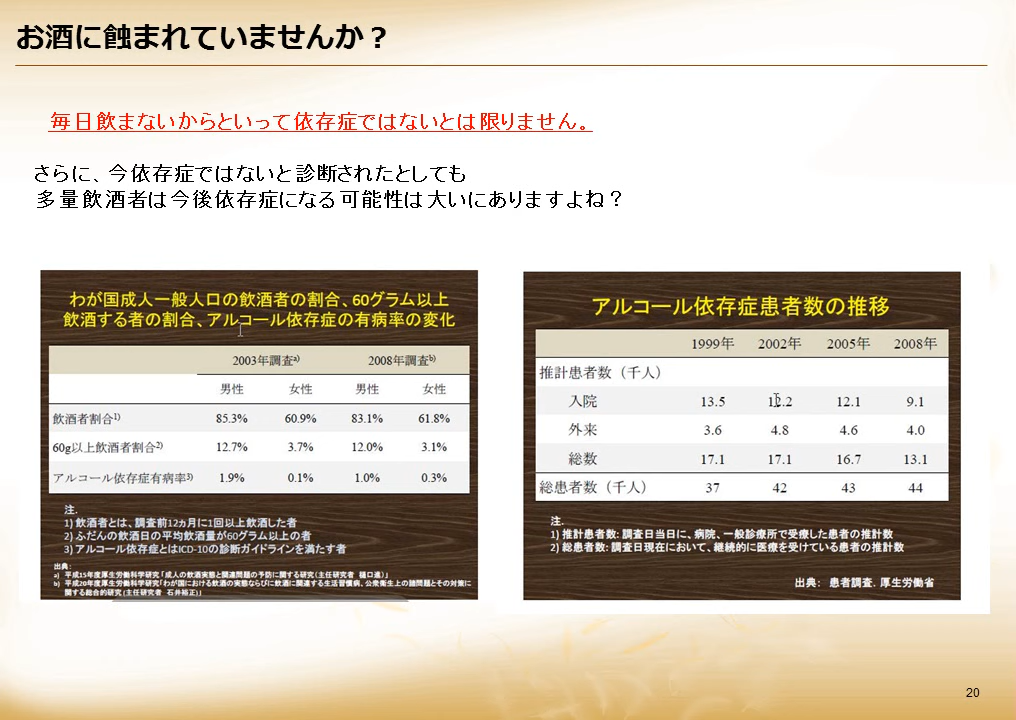 お酒に蝕まれていませんか？
毎日飲まないからといって依存症ではないとは限りません。
さらに、今依存症ではないと診断されたとしても
多量飲酒者は今後依存症になる可能性は大いにありますよね？
わが国成人一般人口の飲酒者の割合、60グラム以上
飲酒する者の割合、アルコール依存症の有病率の変化
2003年調査a) 2008年調査b)
男性 女性 男性 女性
飲酒者割合1) 85.3% 60.9% 83.1% 61.8%
60g以上飲酒者割合2) 12.7% 3.7% 12.0% 3.1%
アルコール依存症有病率3) 1.9% 0.1% 1.0% 0.3%
注.
1) 飲酒者とは、調査前12ヵ月に1回以上飲酒した者
2) ふだんの飲酒日の平均飲酒量が60グラム以上の者
3) アルコール依存症とはICD-10の診断ガイドラインを満たす者
出典：
a) 平成15年度厚生労働科学研究「成人の飲酒実態と関連問題の予防に関する研究（主任研究者 樋口進）」
b) 平成20年度厚生労働科学研究「わが国における飲酒の実態ならびに飲酒に関連する生活習慣病、公衆衛生上の諸問題とその対策に
関する総合的研究（主任研究者 石井裕正）」
アルコール依存症患者数の推移
1999年 2002年 2005年 2008年
推計患者数（千人）
入院 13.5 12.2 12.1 9.1
外来 3.6 4.8 4.6 4.0
総数 17.1 17.1 16.7 13.1
総患者数（千人） 37 42 43 44
注.
1) 推計患者数: 調査日当日に、病院、一般診療所で受療した患者の推計数
2) 総患者数: 調査日現在において、継続的に医療を受けている患者の推計数
出典： 患者調査. 厚生労働省
20